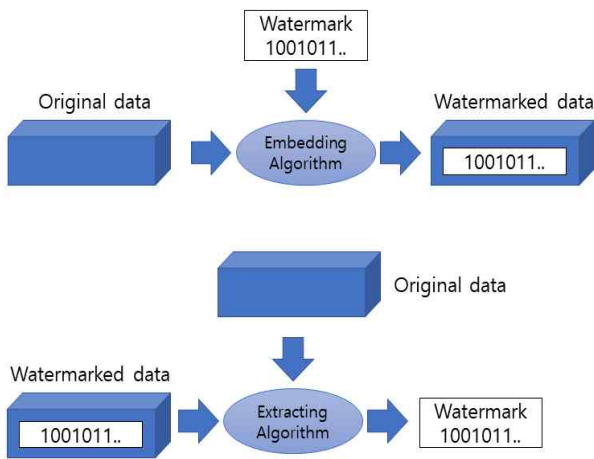 Watermark
1001011..
Original data
Embedding
Algorithm
Watermarked data
1001011..
Original data
Watermarked data
1001011..
Extracting
Algorithm
Watermark
1001011..